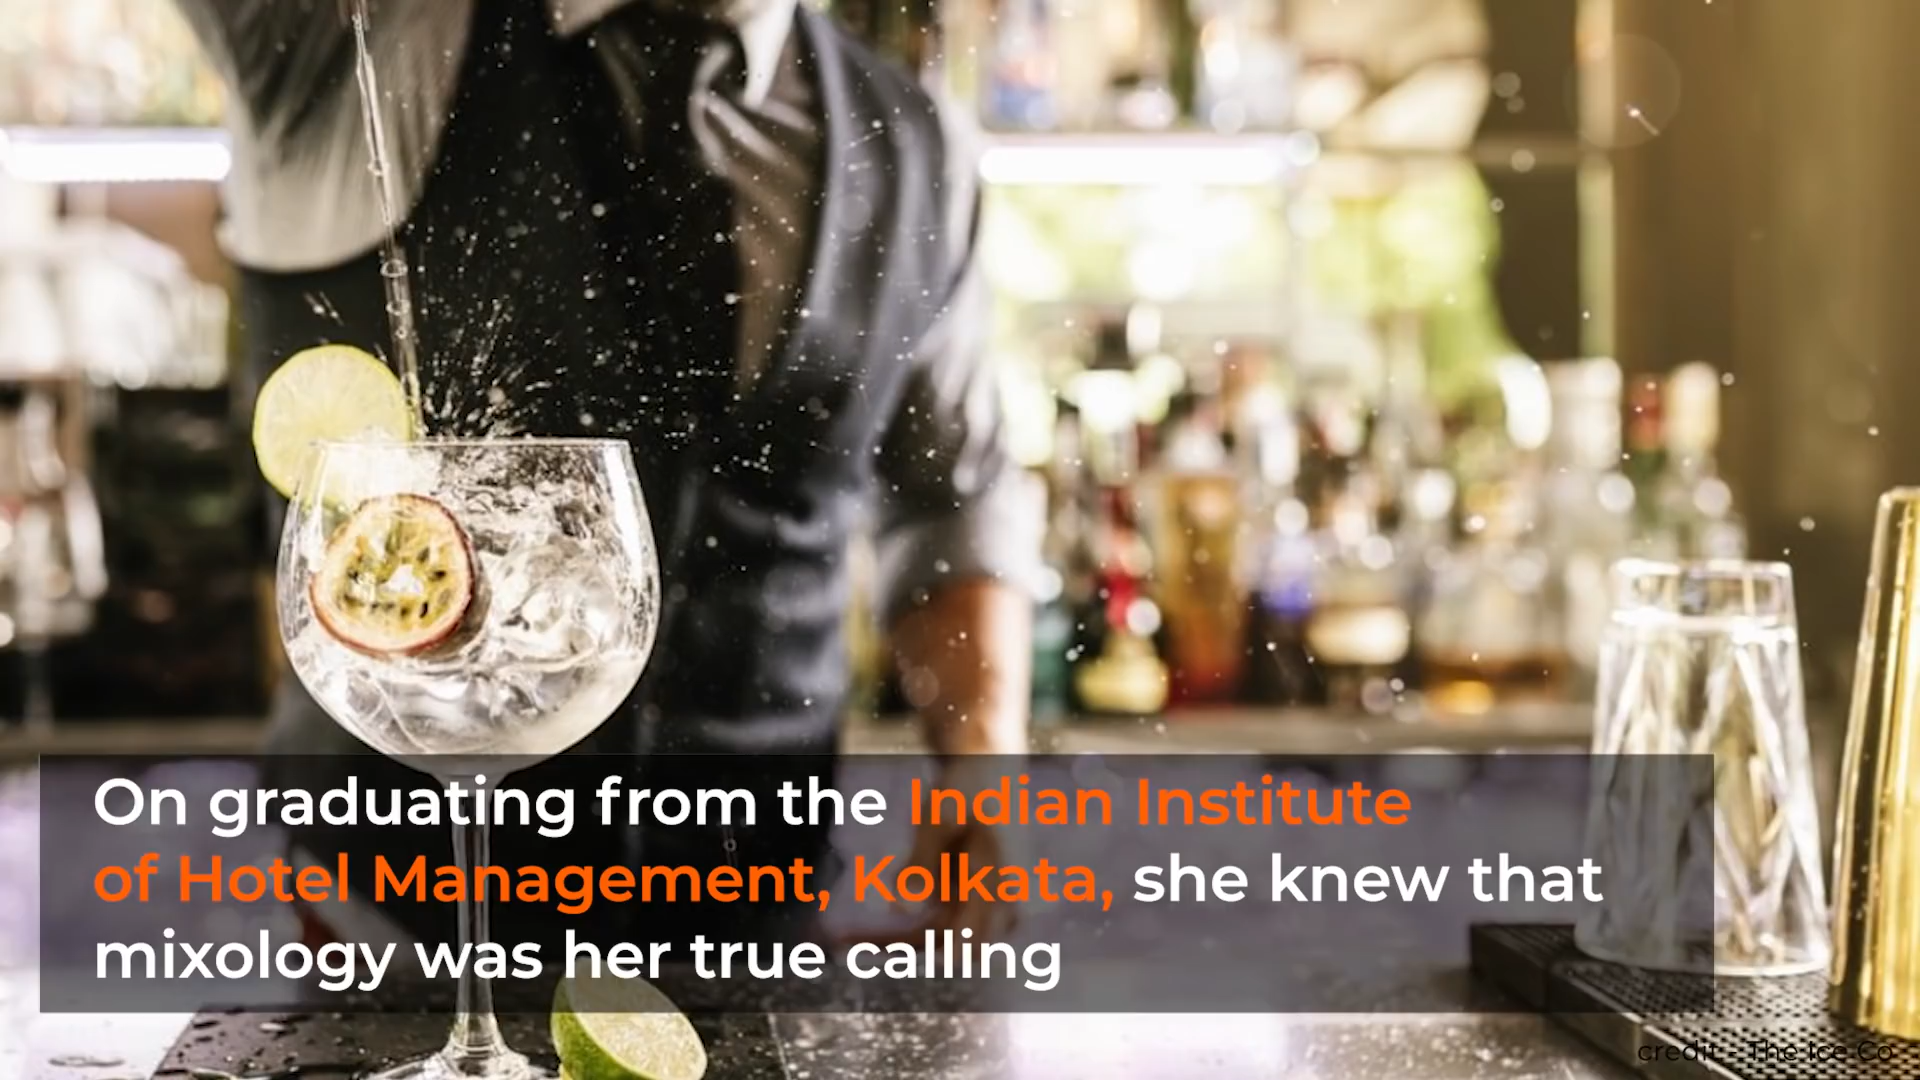 On graduating from the Indian Institute
of Hotel Management, Kolkata, she knew that
mixology was her true calling
credit - The Ice Co